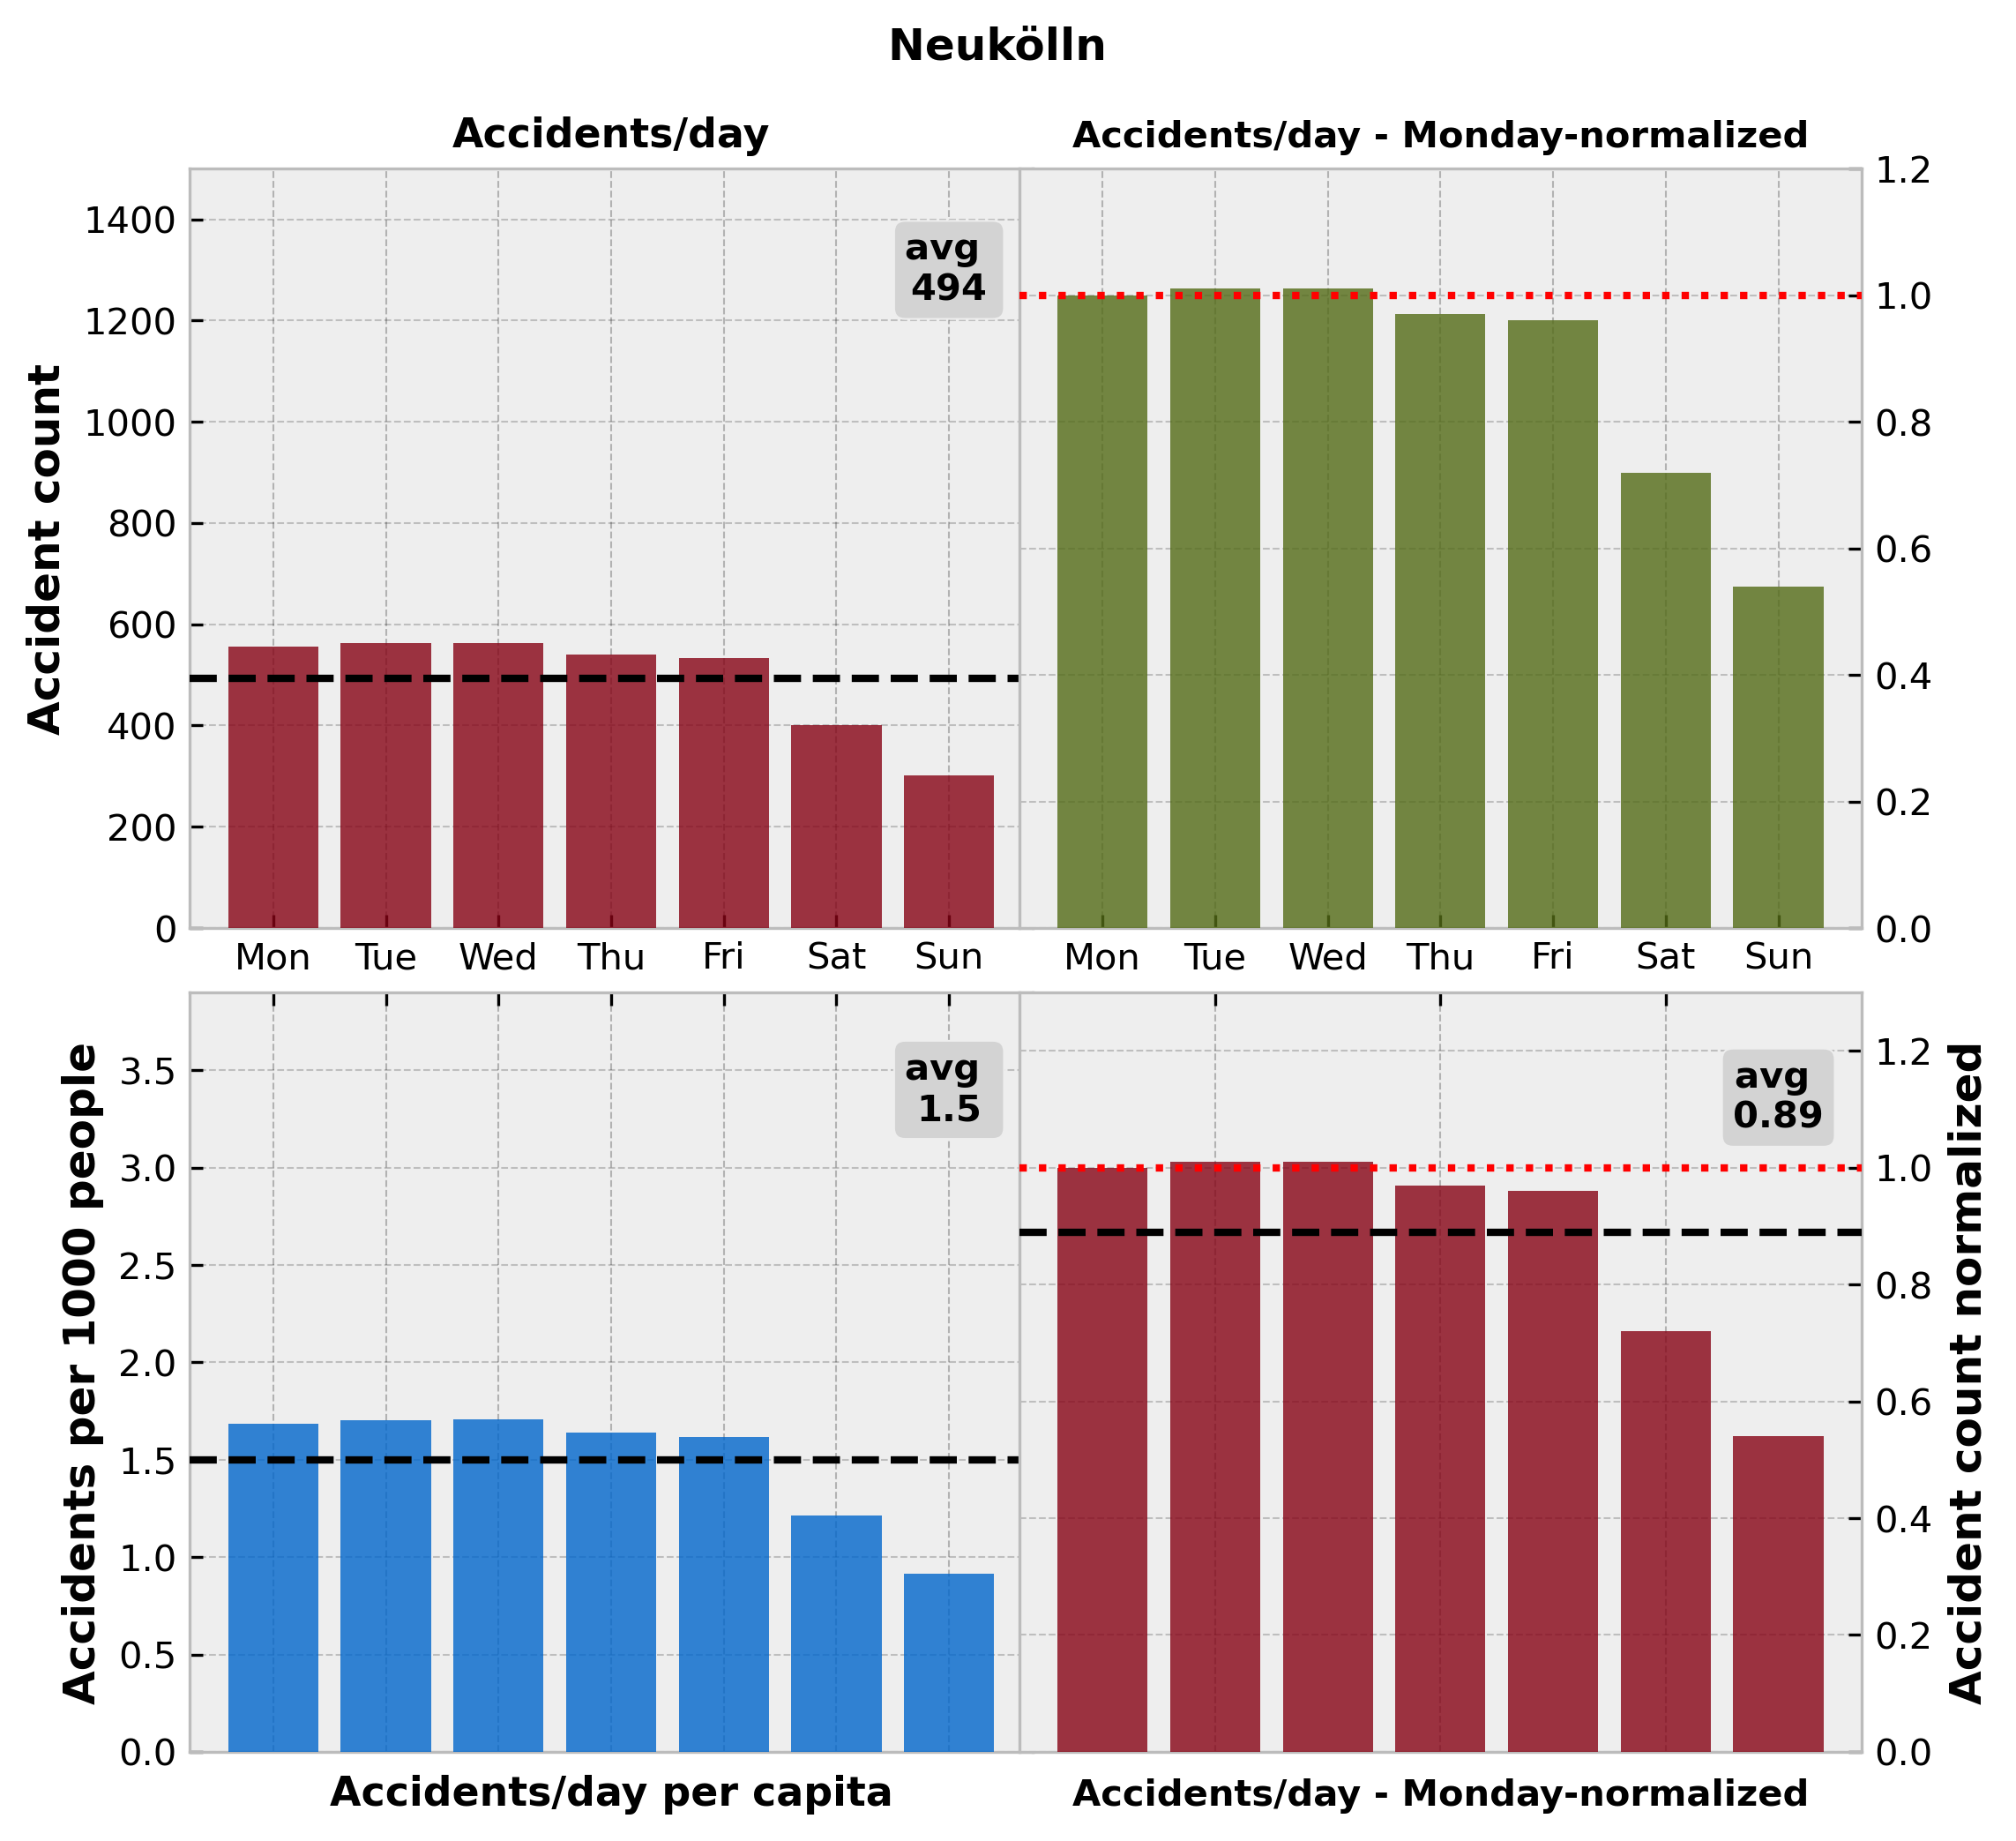 Neukölln
Accidents/day
Accident count
1400
1200
1000
800
600
400
200
0
avg
494
Mon Tue Wed Thu Fri Sat Sun
Accidents/day - Monday-normalized
1.2
1.0
0.8
0.6
0.4
0.2
0.0
Mon Tue Wed Thu Fri Sat Sun
Accidents per 1000 people
3.5
3.0
2.5
2.0
1.5
1.0
0.5
0.0
avg
1.5
Accidents/day per capita
avg
0.89
1.2
1.0
0.8
0.6
0.4
0.2
0.0
Accident count normalized
Accidents/day - Monday-normalized